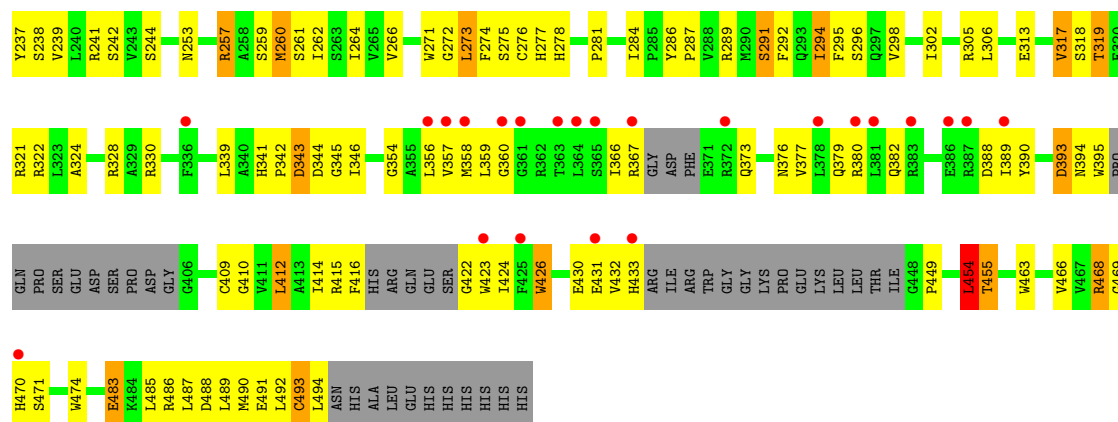 Y237 S238 V239 L240 R241 S242 V243 S244 N253 R257 A258 S259 M260 S261 I262 S263 I264 V265 V266 W271 G272 L273 F274 S275 C276 H277 H278 P281 I284 P285 Y286 P287 V288 R289 M290 S291 F292 Q293 I294 F295 S296 Q297 V298 I302 R305 L306 E313 V317 S318 T319 E320
R321 R322 L323 A324 R328 A329 R330 F336 L339 A340 H341 P342 D343 D344 G345 I346 G354 A355 L356 V357 M358 L359 G360 G361 R362 T363 L364 S365 I366 R367 GLY ASP PHE E371 R372 Q373 N376 V377 L378 Q379 R380 L381 Q382 R383 E386 R387 D388 I389 Y390 D393 N394 W395 PRO
GLN PRO SER GLU ASP SER PRO ASP GLY G406 C409 G410 V411 L412 A413 I414 R415 F416 HIS ARG GLN GLU SER G422 W423 I424 F425 W426 E430 E431 V432 H433 ARG ILE ARG TRP GLY GLY LYS PRO GLU LYS LEU LEU THR ILE G448 P449 L454 T455 W463 V466 V467 R468 C469
H470 S471 W474 E483 K484 L485 R486 L487 D488 L489 M490 E491 L492 C493 L494 ASN HIS ALA LEU GLU HIS HIS HIS HIS HIS HIS